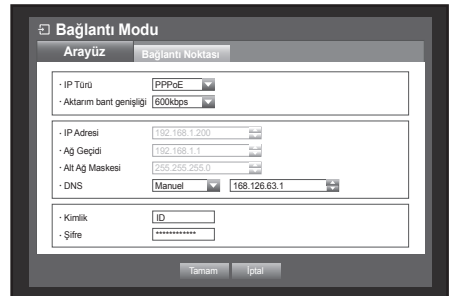 Bağlantı Modu
Arayüz Bağlantı Noktası
· IP Türü PPPoE
· Aktarım bant genişliği 600kbps
· IP Adresi 192.168.1.200
· Ağ Geçidi 192.168.1.1
· Alt Ağ Maskesi 255.255.255.0
· DNS Manuel 168.126.63.1
· Kimlik ID
· Şifre ************
Tamam İptal